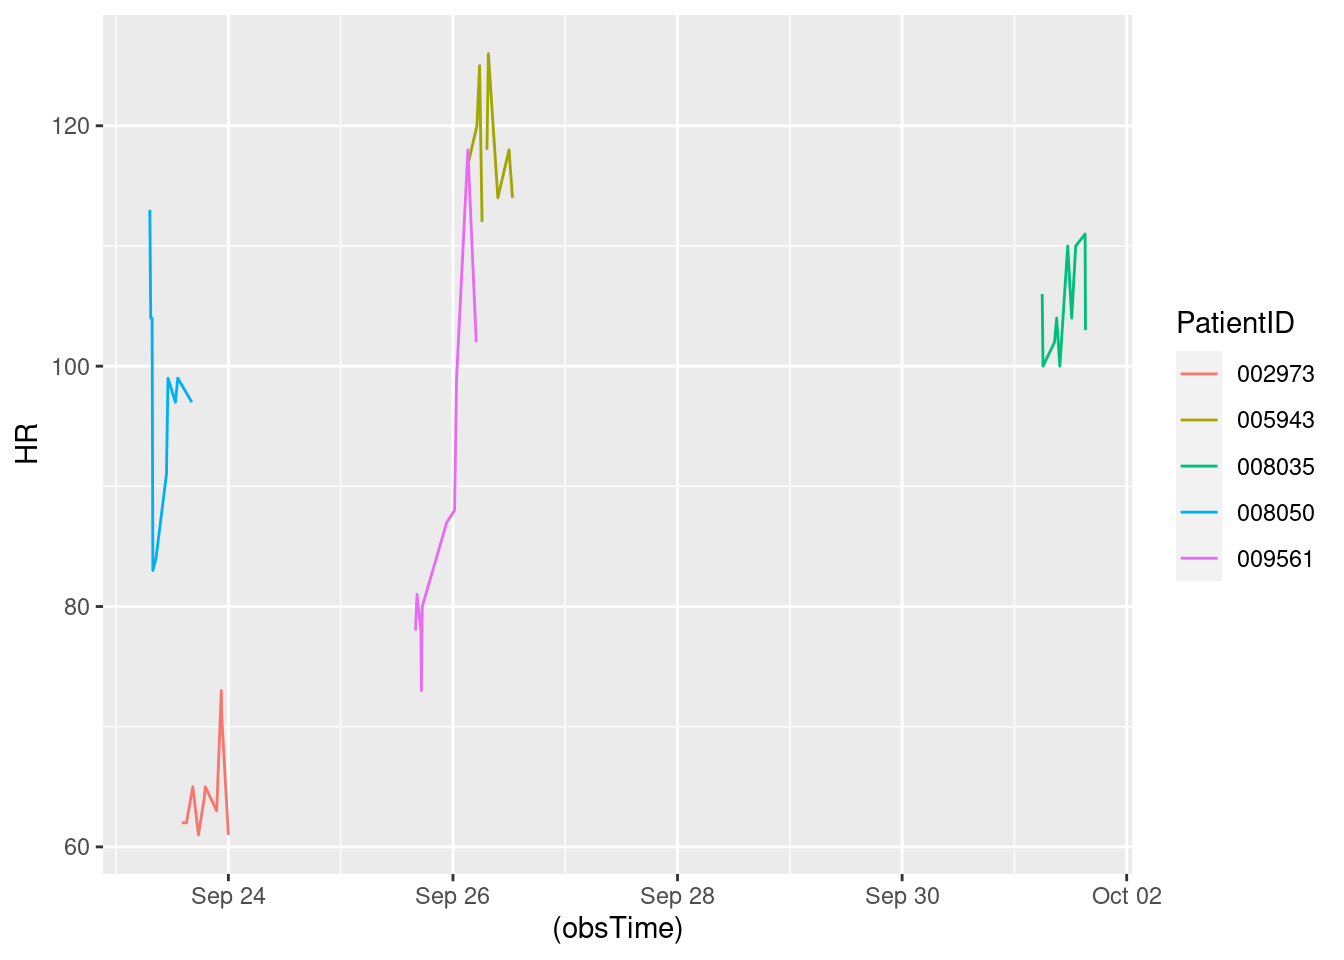 HR
120
100
80
60
Sep 24
Sep 26
Sep 28
Sep 30
Oct 02
(obsTime)
PatientID
002973
005943
008035
008050
009561